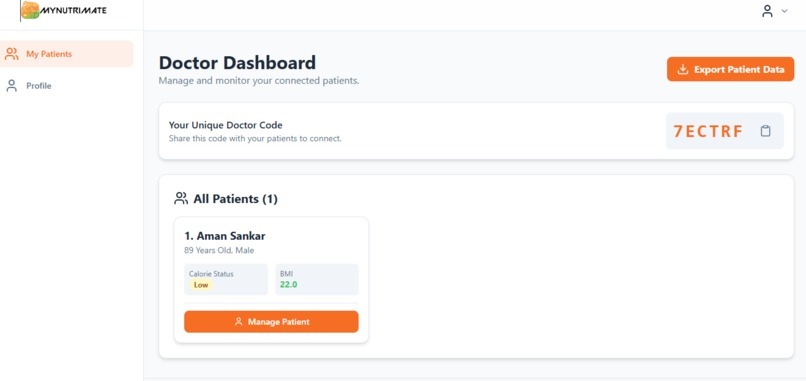 MYNUTRIMATE
My Patients
Profile
Doctor Dashboard
Manage and monitor your connected patients.
Export Patient Data
Your Unique Doctor Code
Share this code with your patients to connect.
7ECTRF
All Patients (1)
1. Aman Sankar
89 Years Old, Male
Calorie Status
Low
BMI
22.0
Manage Patient